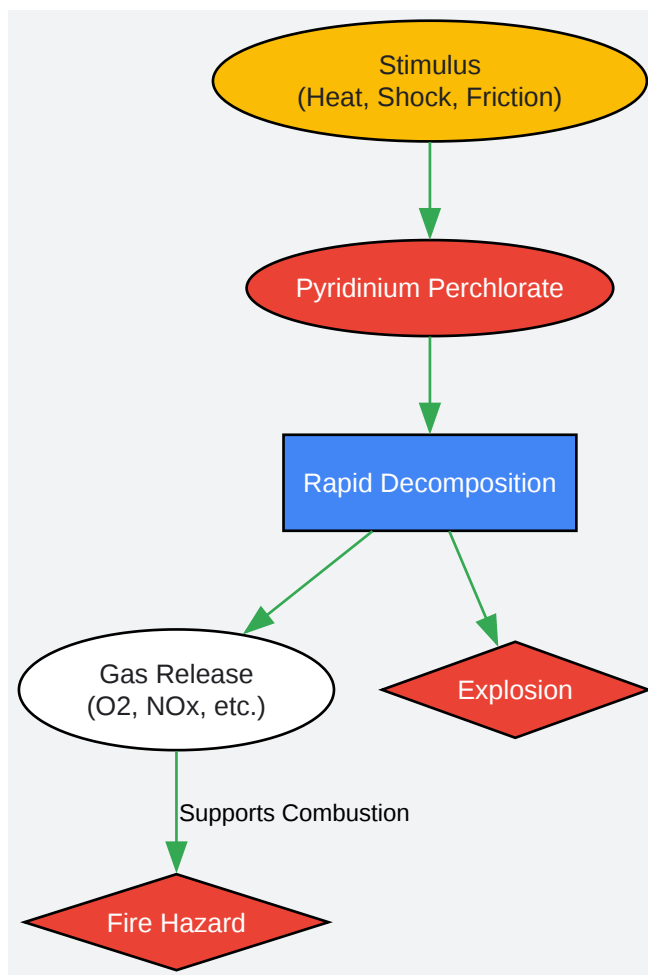 Stimulus
(Heat, Shock, Friction)
Pyridinium Perchlorate
Rapid Decomposition
Gas Release
(O2, NOx, etc.)
Explosion
Supports Combustion
Fire Hazard